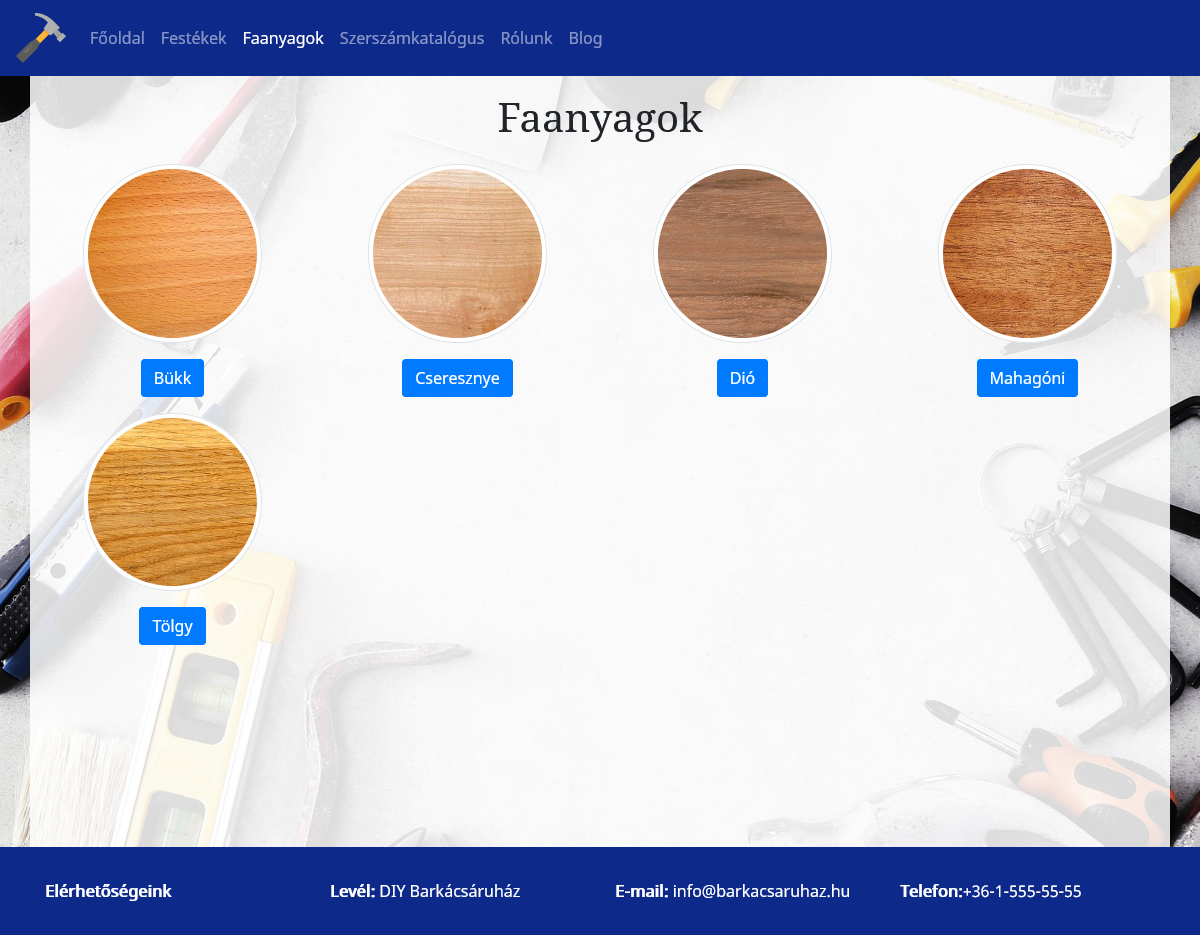 Főoldal Festékek Faanyagok Szerszámkatalógus Rólunk Blog
Faanyagok
Bükk Cseresznye Dió Mahagóni
Tölgy
Elérhetőségeink Levél: DIY Barkácsáruház E-mail: info@barkacsaruhaz.hu Telefon:+36-1-555-55-55